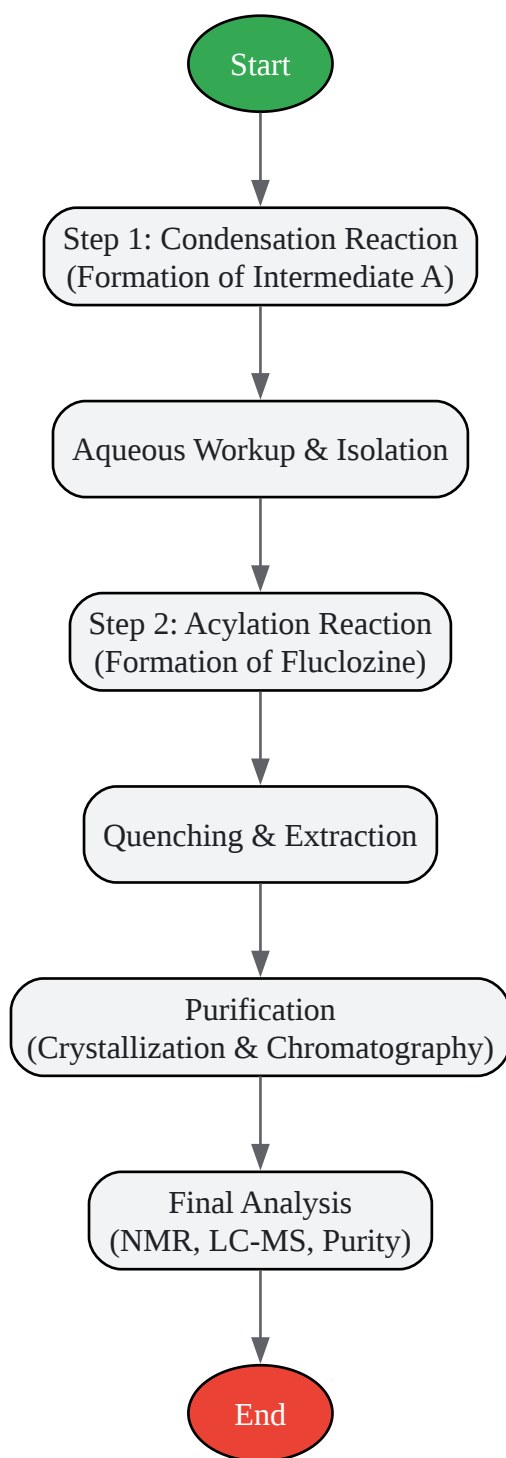 Start
Step 1: Condensation Reaction
(Formation of Intermediate A)
Aqueous Workup & Isolation
Step 2: Acylation Reaction
(Formation of Fluclozine)
Quenching & Extraction
Purification
(Crystallization & Chromatography)
Final Analysis
(NMR, LC-MS, Purity)
End